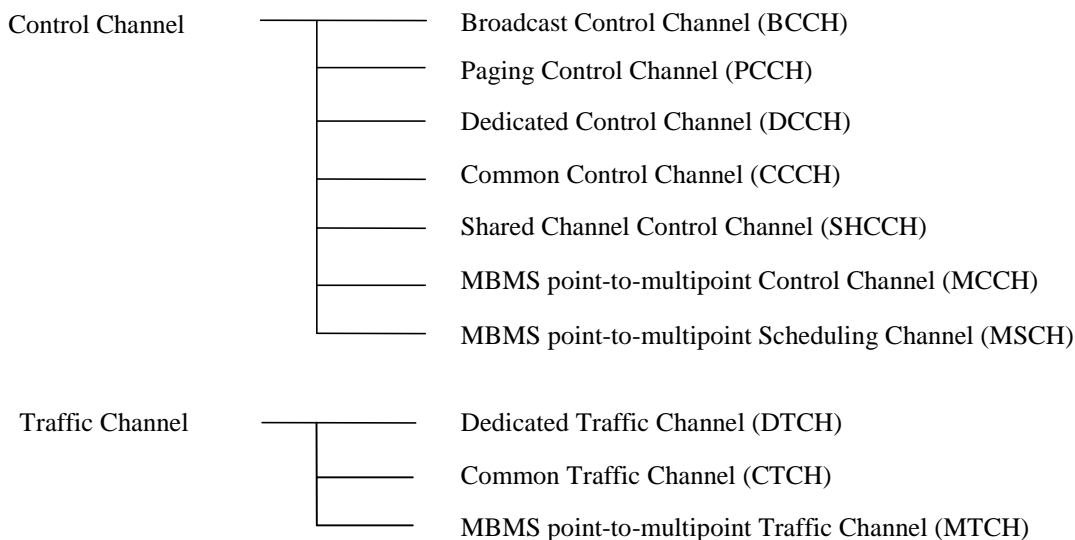 Control Channel
Broadcast Control Channel (BCCH)
Paging Control Channel (PCCH)
Dedicated Control Channel (DCCH)
Common Control Channel (CCCH)
Shared Channel Control Channel (SHCCH)
MBMS point-to-multipoint Control Channel (MCCH)
MBMS point-to-multipoint Scheduling Channel (MSCH)
Traffic Channel
Dedicated Traffic Channel (DTCH)
Common Traffic Channel (CTCH)
MBMS point-to-multipoint Traffic Channel (MTCH)